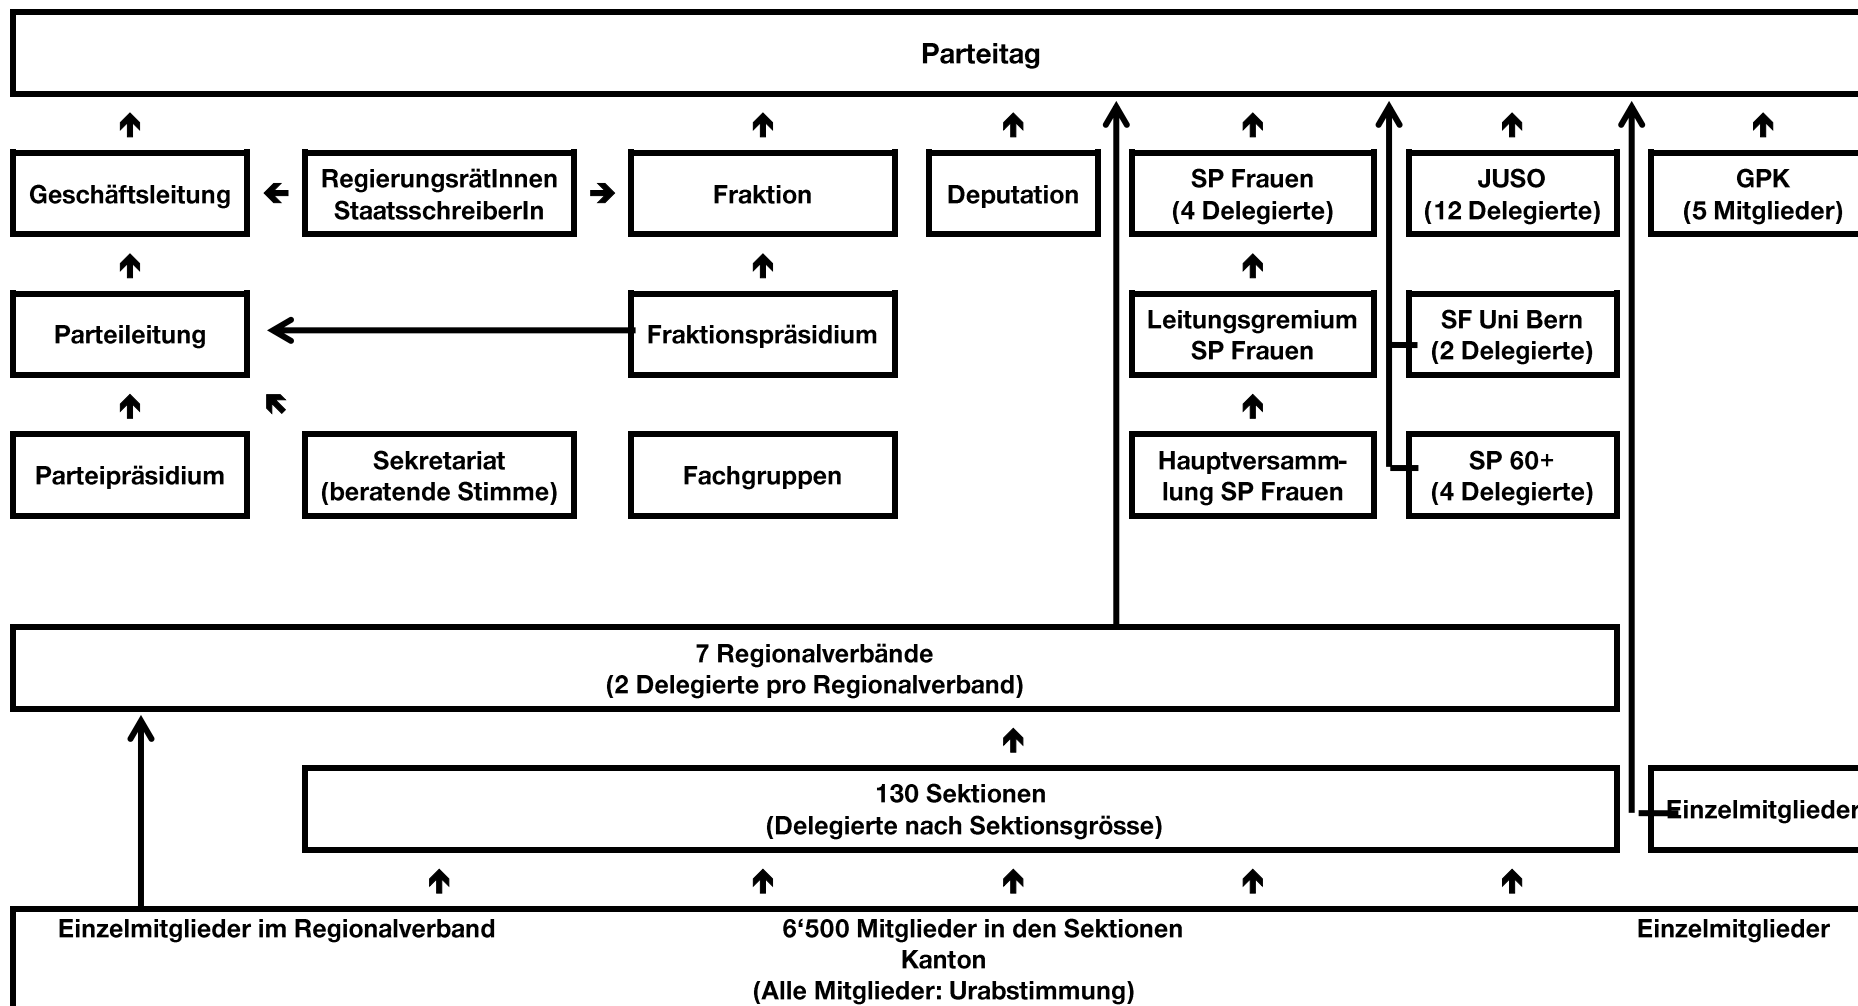 Parteitag
Geschäftsleitung
RegierungsrätInnen
StaatsschreiberIn
Fraktion
Deputation
SP Frauen
(4 Delegierte)
JUSO
(12 Delegierte)
GPK
(5 Mitglieder)
Parteileitung
Fraktionspräsidium
Leitungsgremium
SP Frauen
SF Uni Bern
(2 Delegierte)
Parteipräsidium
Sekretariat
(beratende Stimme)
Fachgruppen
Hauptversamm-
lung SP Frauen
SP 60+
(4 Delegierte)
7 Regionalverbände
(2 Delegierte pro Regionalverband)
130 Sektionen
(Delegierte nach Sektionsgrösse)
Einzelmitglieder
Einzelmitglieder im Regionalverband
6‘500 Mitglieder in den Sektionen
Einzelmitglieder
Kanton
(Alle Mitglieder: Urabstimmung)